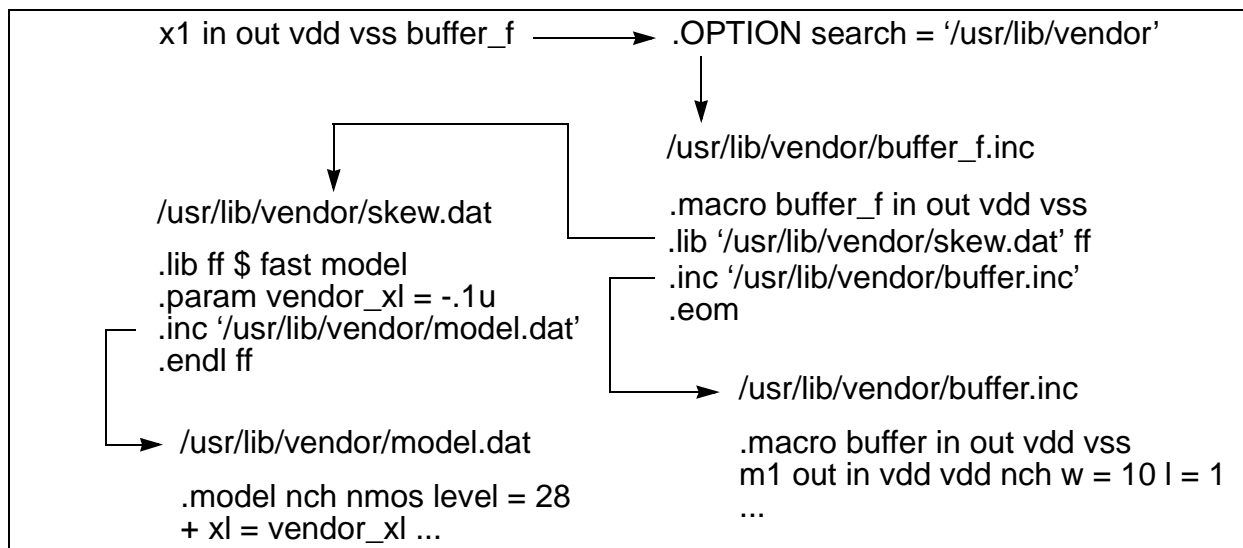 x1 in out vdd vss buffer_f
.OPTION search = ‘/usr/lib/vendor’
/usr/lib/vendor/buffer_f.inc
.macro buffer_f in out vdd vss
.lib ‘/usr/lib/vendor/skew.dat’ ff
.inc ‘/usr/lib/vendor/buffer.inc’
.eom
/usr/lib/vendor/skew.dat
.lib ff $ fast model
.param vendor_xl = -.1u
.inc ‘/usr/lib/vendor/model.dat’
.endl ff
/usr/lib/vendor/model.dat
.model nch nmos level = 28
+ xl = vendor_xl ...
/usr/lib/vendor/buffer.inc
.macro buffer in out vdd vss
m1 out in vdd vdd nch w = 10 l = 1
...